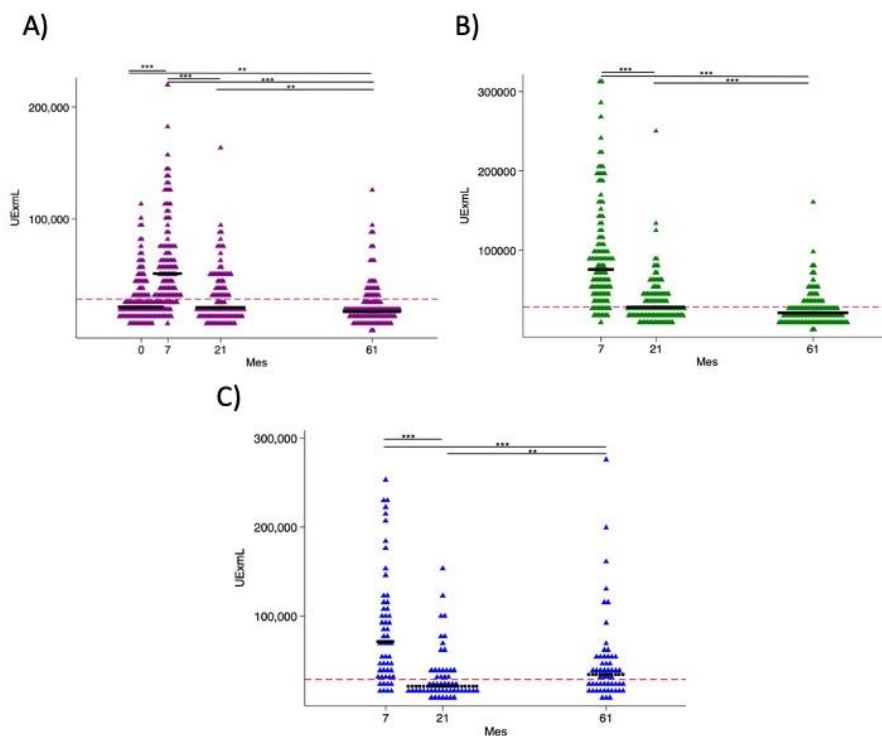 A)
*** **
*** ***
**
200,000
100,000
UExmL
0 7 21 61
Mes
B)
***
***
***
300000
200000
100000
UExmL
7 21 61
Mes
C)
***
***
**
300,000
200,000
100,000
UExmL
7 21 61
Mes